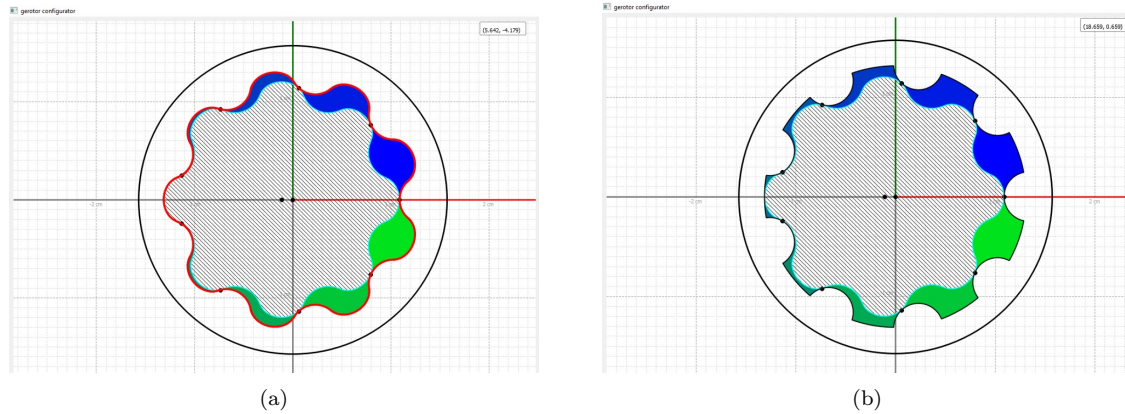 gerotor configurator
(5.642, -4.179)
-2 cm
2 cm
(a)
gerotor configurator
(18.659, 0.659)
-2 cm
2 cm
(b)